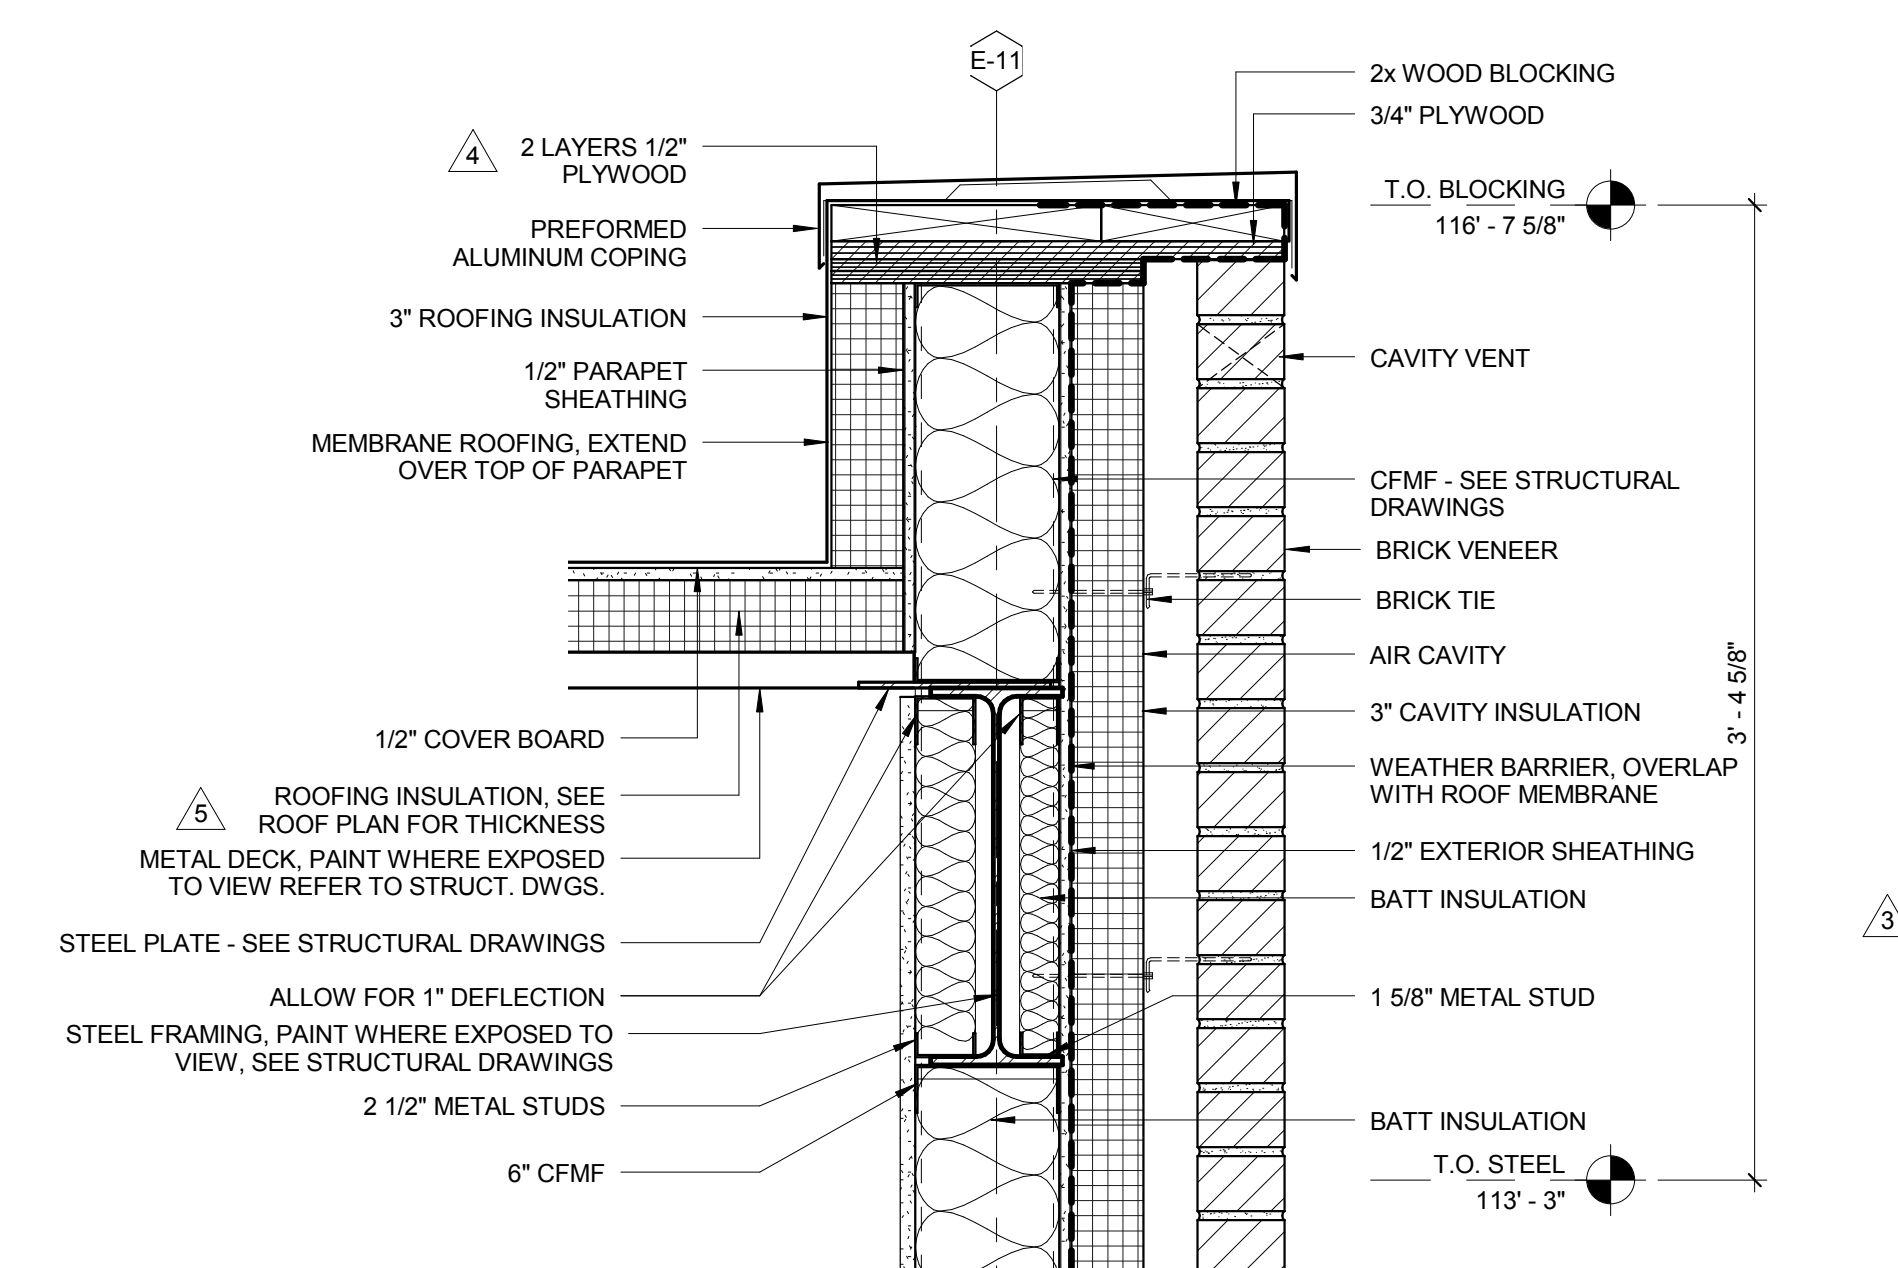 E-11
4
2 LAYERS 1/2"
PLYWOOD
PREFORMED
ALUMINUM COPING
3" ROOFING INSULATION
1/2" PARAPET
SHEATHING
MEMBRANE ROOFING, EXTEND
OVER TOP OF PARAPET
1/2" COVER BOARD
5
ROOFING INSULATION, SEE
ROOF PLAN FOR THICKNESS
METAL DECK, PAINT WHERE EXPOSED
TO VIEW REFER TO STRUCT. DWGS.
STEEL PLATE - SEE STRUCTURAL DRAWINGS
ALLOW FOR 1" DEFLECTION
STEEL FRAMING, PAINT WHERE EXPOSED TO
VIEW, SEE STRUCTURAL DRAWINGS
2 1/2" METAL STUDS
6" CFMF
2x WOOD BLOCKING
3/4" PLYWOOD
T.O. BLOCKING
116' - 7 5/8"
CAVITY VENT
CFMF - SEE STRUCTURAL
DRAWINGS
BRICK VENEER
BRICK TIE
AIR CAVITY
3" CAVITY INSULATION
WEATHER BARRIER, OVERLAP
WITH ROOF MEMBRANE
1/2" EXTERIOR SHEATHING
BATT INSULATION
1 5/8" METAL STUD
BATT INSULATION
T.O. STEEL
113' - 3"
3' - 4 5/8"
3